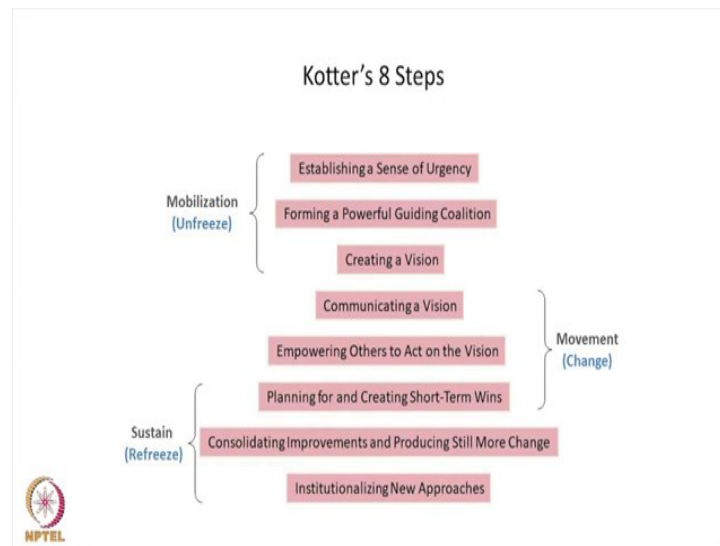 Kotter's 8 Steps
Establishing a Sense of Urgency
Mobilization
(Unfreeze)
Forming a Powerful Guiding Coalition
Creating a Vision
Communicating a Vision
Movement
(Change)
Empowering Others to Act on the Vision
Planning for and Creating Short-Term Wins
Sustain
(Refreeze)
Consolidating Improvements and Producing Still More Change
Institutionalizing New Approaches
NPTEL